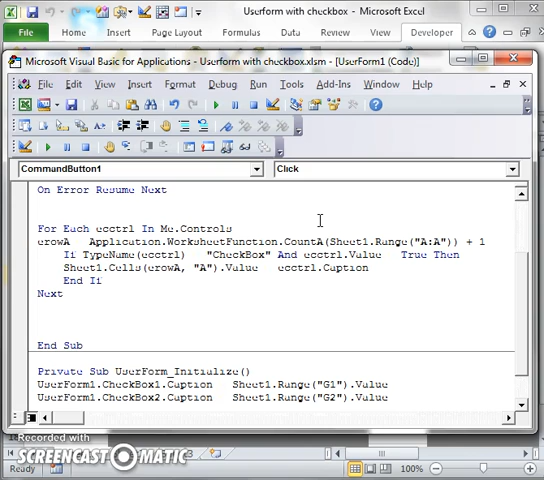 Userform with checkbox.xlsm - Microsoft Excel
File Home Insert Page Layout Formulas Data Review View Developer
Microsoft Visual Basic for Applications - Userform with checkbox.xlsm - [UserForm1 (Code)]
File Edit View Insert Format Debug Run Tools Add-Ins Window Help
CommandButton1 Click
On Error Resume Next
For Each ecctrl In Me.Controls
erowA Application.WorksheetFunction.CountA(Sheet1.Range("A:A")) + 1
If TypeName(ecctrl) "CheckBox" And ecctrl.Value True Then
Sheet1.Cells(erowA, "A").Value ecctrl.Caption
End If
Next
End Sub
Private Sub UserForm_Initialize()
UserForm1.CheckBox1.Caption Sheet1.Range("G1").Value
UserForm1.CheckBox2.Caption Sheet1.Range("G2").Value
Recorded with
SCREENCAST MATIC
Ready 100%